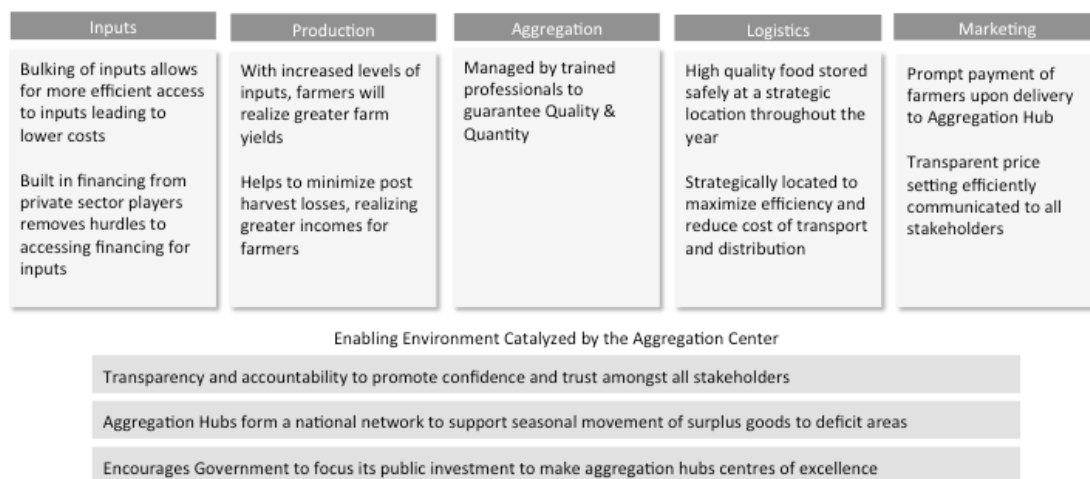 Inputs
Bulking of inputs allows
for more efficient access
to inputs leading to
lower costs
Built in financing from
private sector players
removes hurdles to
accessing financing for
inputs
Production
With increased levels of
inputs, farmers will
realize greater farm
yields
Helps to minimize post
harvest losses, realizing
greater incomes for
farmers
Aggregation
Managed by trained
professionals to
guarantee Quality &
Quantity
Logistics
High quality food stored
safely at a strategic
location throughout the
year
Strategically located to
maximize efficiency and
reduce cost of transport
and distribution
Marketing
Prompt payment of
farmers upon delivery
to Aggregation Hub
Transparent price
setting efficiently
communicated to all
stakeholders
Enabling Environment Catalyzed by the Aggregation Center
Transparency and accountability to promote confidence and trust amongst all stakeholders
Aggregation Hubs form a national network to support seasonal movement of surplus goods to deficit areas
Encourages Government to focus its public investment to make aggregation hubs centres of excellence